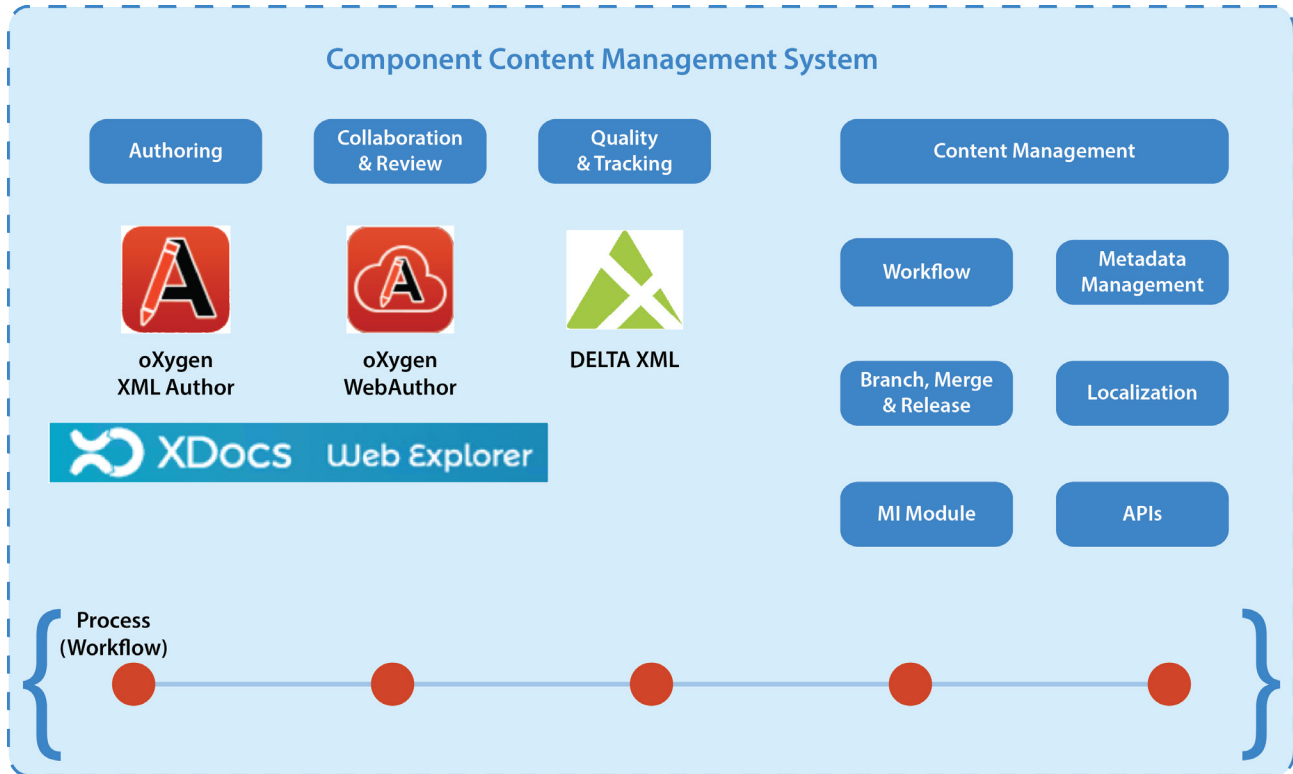 Component Content Management System
Authoring
Collaboration
& Review
Quality
& Tracking
Content Management
A
A
oXygen
XML Author
oXygen
WebAuthor
DELTA XML
XDocs Web Explorer
Workflow
Metadata
Management
Branch, Merge
& Release
Localization
MI Module
APIs
Process
(Workflow)